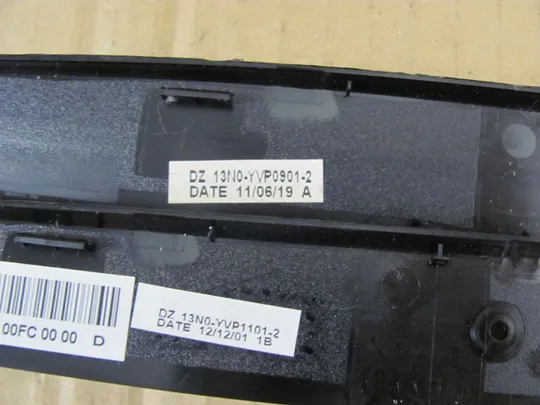 DZ 13N0-YVP0901-2
DATE 11/06/19 A
DZ 13N0-YVP1101-2
DATE 12/12/01 1B
00FC 00 00 D